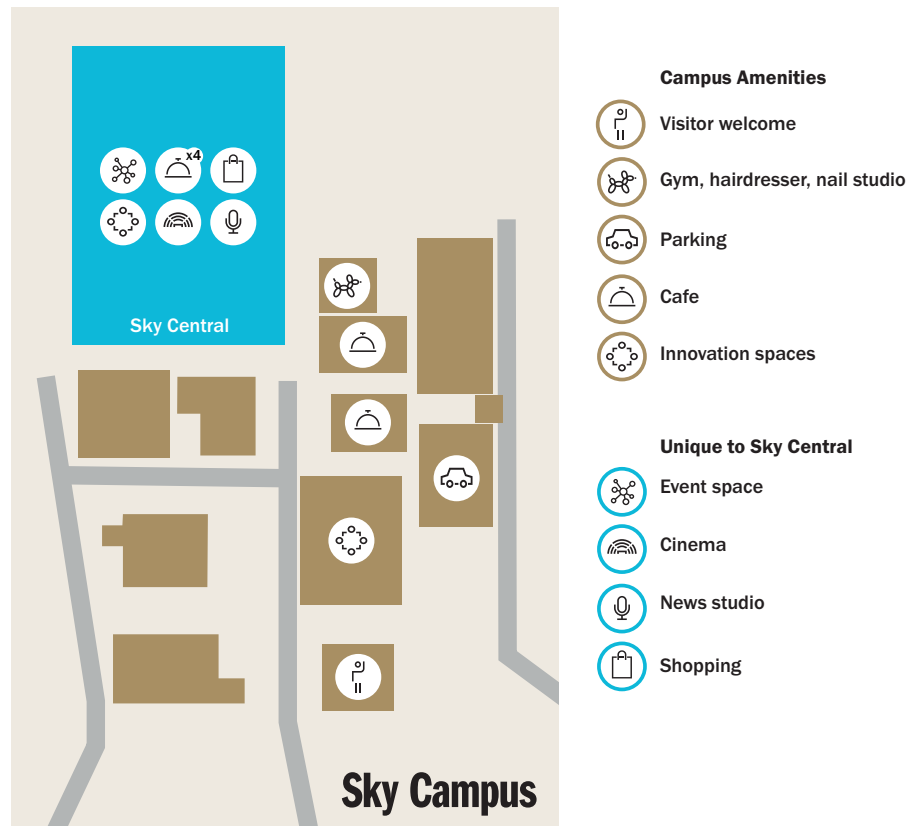 x4
Sky Central
Sky Campus
Campus Amenities
Visitor welcome
Gym, hairdresser, nail studio
Parking
Cafe
Innovation spaces
Unique to Sky Central
Event space
Cinema
News studio
Shopping